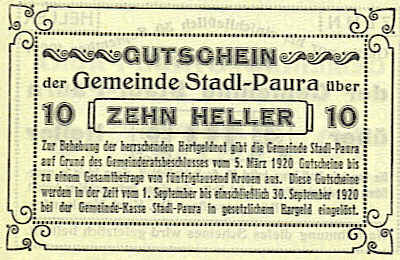 GUTSCHEIN
der Gemeinde Stadl-Paura über
10 ZEHN HELLER 10
Zur Behebung der herrschenden Hartgeldnot gibt die Gemeinde Stadl-Paura
auf Grund des Gemeinderatsbeschlusses vom 5. März 1920 Gutscheine bis
zu einem Gesamtbetrage von fünfzigtausend Kronen aus. Diese Gutscheine
werden in der Zeit vom 1. September bis einschließlich 30. September 1920
bei der Gemeinde-Kasse Stadl-Paura in gesetzlichem Bargeld eingelöst.